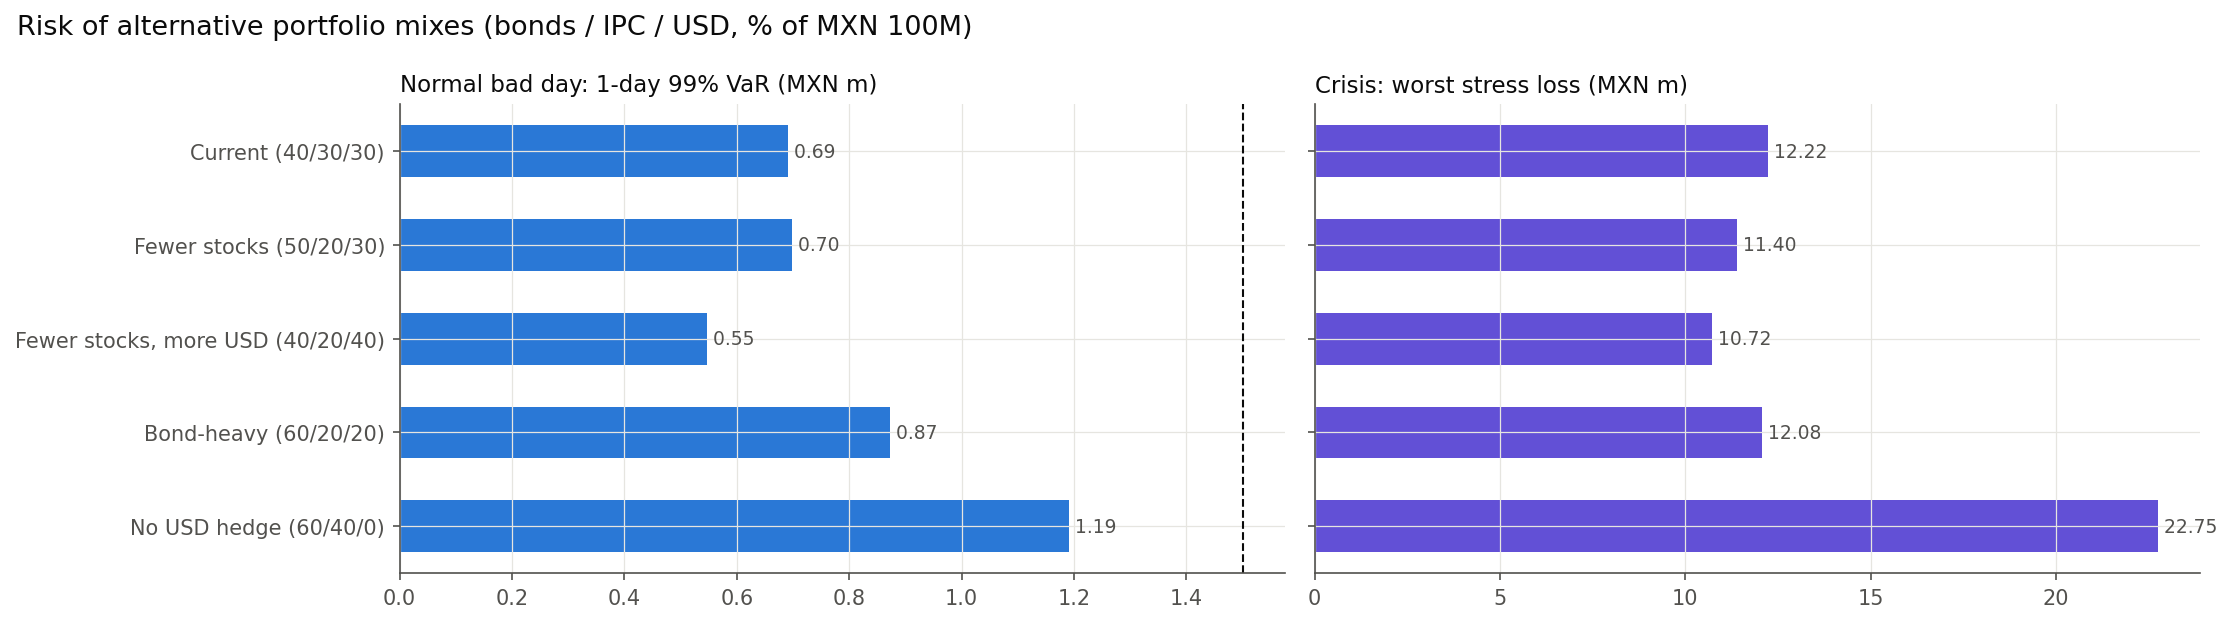 Risk of alternative portfolio mixes (bonds / IPC / USD, % of MXN 100M)
Normal bad day: 1-day 99% VaR (MXN m)
Current (40/30/30)
0.69
Fewer stocks (50/20/30)
0.70
Fewer stocks, more USD (40/20/40)
0.55
Bond-heavy (60/20/20)
0.87
No USD hedge (60/40/0)
1.19
0.0 0.2 0.4 0.6 0.8 1.0 1.2 1.4
Crisis: worst stress loss (MXN m)
12.22
11.40
10.72
12.08
22.75
0 5 10 15 20